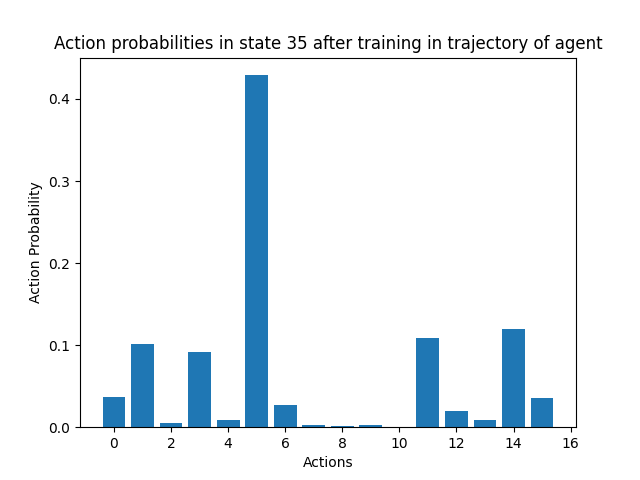 Action probabilities in state 35 after training in trajectory of agent
0.4
0.3
0.2
0.1
0.0
Action Probability
0 2 4 6 8 10 12 14 16
Actions